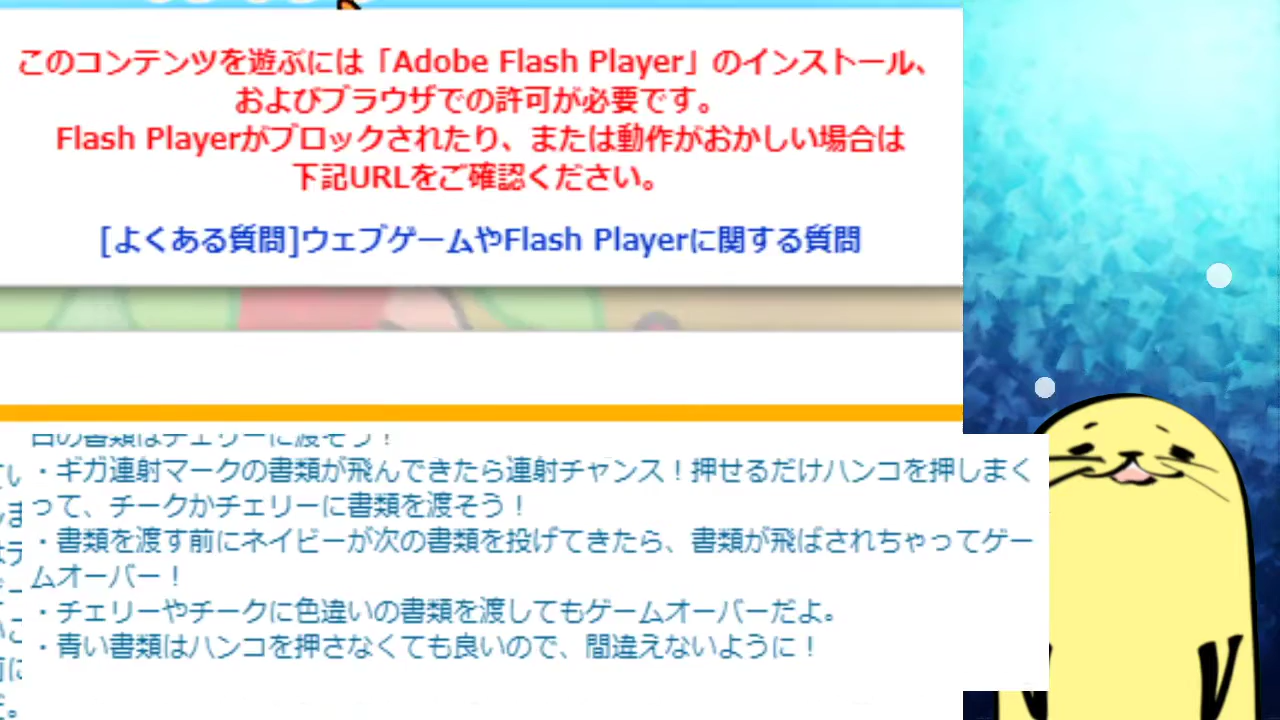 このコンテンツを遊ぶには「Adobe Flash Player」のインストール、
およびブラウザでの許可が必要です。
Flash Playerがブロックされたり、または動作がおかしい場合は
下記URLをご確認ください。
[よくある質問]ウェブゲームやFlash Playerに関する質問
の書類はチェリーに渡そう！
・ギガ連射マークの書類が飛んできたら連射チャンス！押せるだけハンコを押しまく
って、チークかチェリーに書類を渡そう！
・書類を渡す前にネイビーが次の書類を投げてきたら、書類が飛ばされちゃってゲー
ムオーバー！
・チェリーやチークに色違いの書類を渡してもゲームオーバーだよ。
・青い書類はハンコを押さなくても良いので、間違えないように！